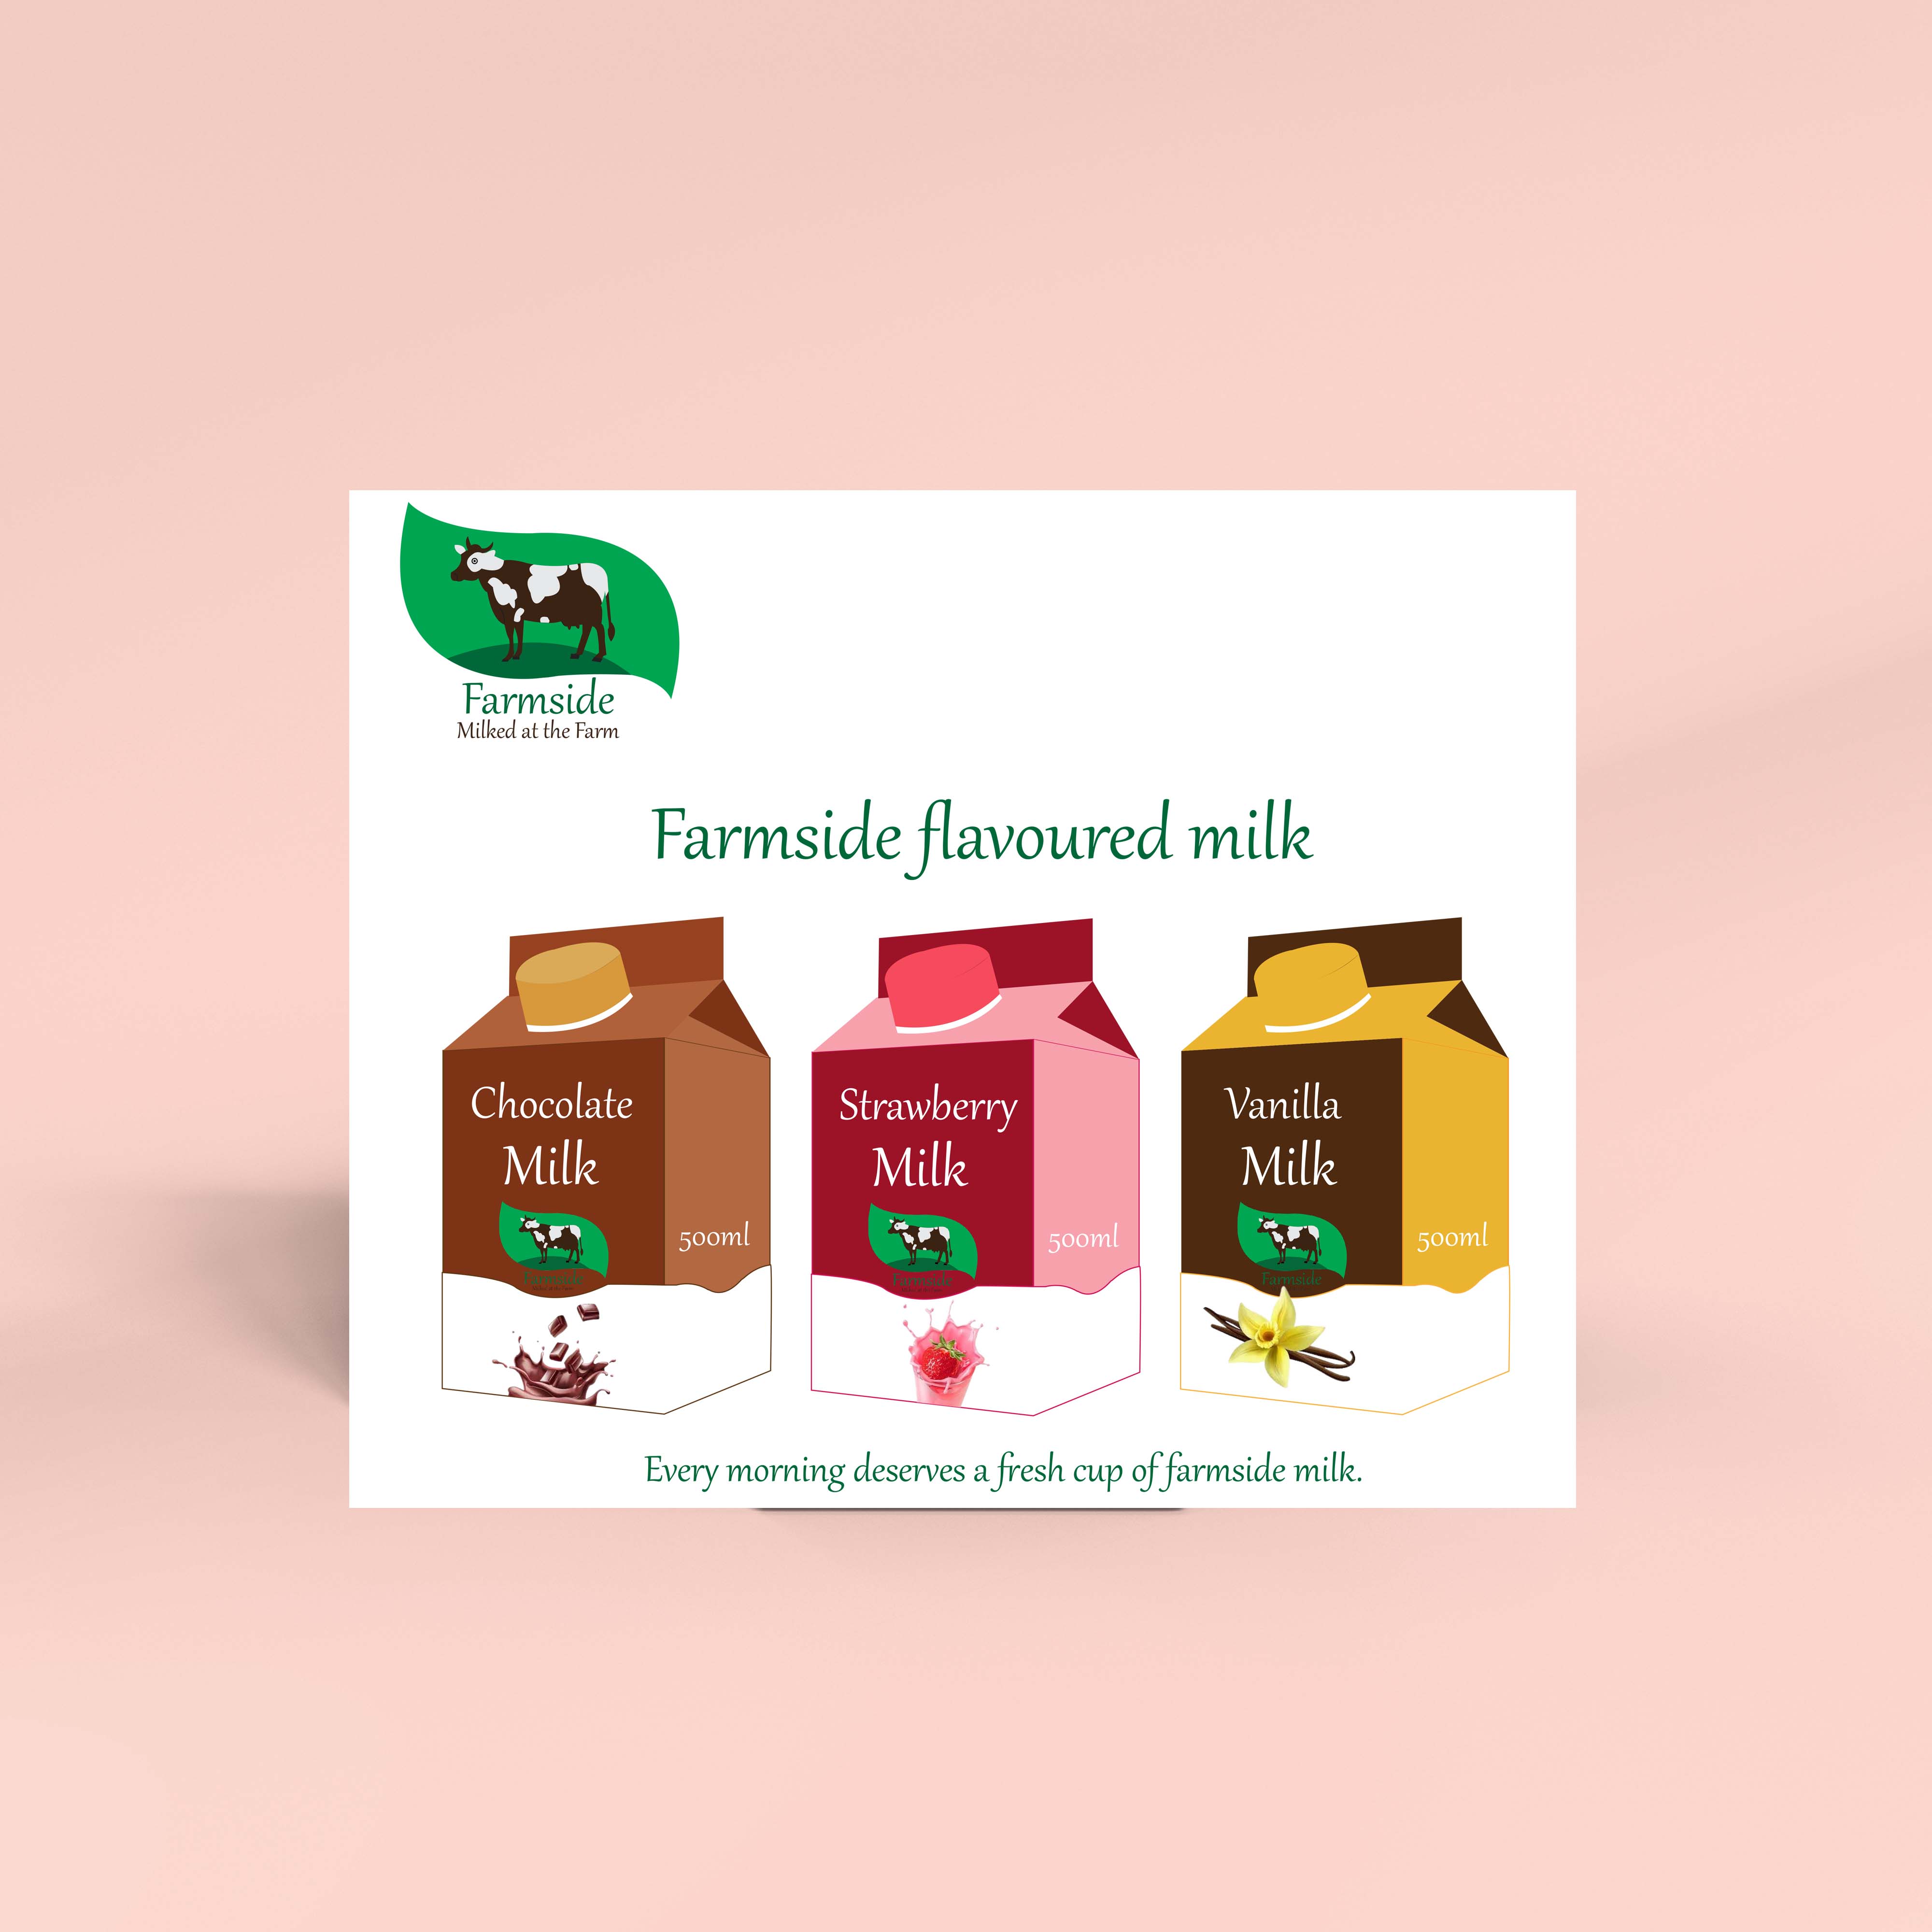 Farmside
Milked at the Farm
Farmside flavoured milk
Chocolate
Milk
500ml
Farmside
Strawberry
Milk
500ml
Farmside
Vanilla
Milk
500ml
Farmside
Every morning deserves a fresh cup of farmside milk.